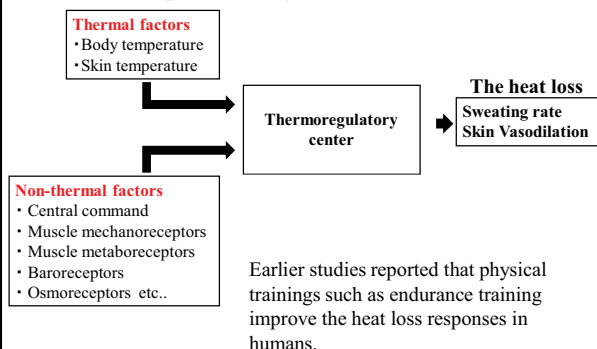 Thermal factors
・Body temperature
・Skin temperature
The heat loss
Thermoregulatory
center
Sweating rate
Skin Vasodilation
Non-thermal factors
・Central command
・Muscle mechanoreceptors
・Muscle metaboreceptors
・Baroreceptors
・Osmoreceptors etc..
Earlier studies reported that physical
trainings such as endurance training
improve the heat loss responses in
humans.